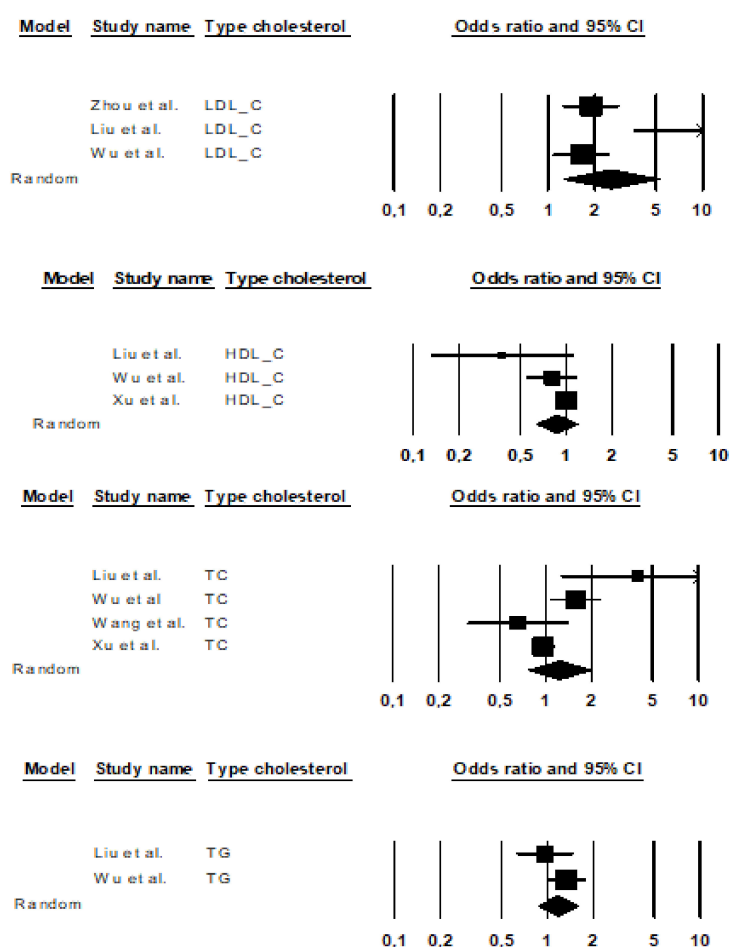 Model Study name Type cholesterol Odds ratio and 95% CI
Zhou et al. LDL_C
Liu et al. LDL_C
Wu et al. LDL_C
Random
0,1 0,2 0,5 1 2 5 10
Model Study name Type cholesterol Odds ratio and 95% CI
Liu et al. HDL_C
Wu et al. HDL_C
Xu et al. HDL_C
Random
0,1 0,2 0,5 1 2 5 10
Model Study name Type cholesterol Odds ratio and 95% CI
Liu et al. TC
Wu et al TC
Wang et al. TC
Xu et al. TC
Random
0,1 0,2 0,5 1 2 5 10
Model Study name Type cholesterol Odds ratio and 95% CI
Liu et al. TG
Wu et al. TG
Random
0,1 0,2 0,5 1 2 5 10